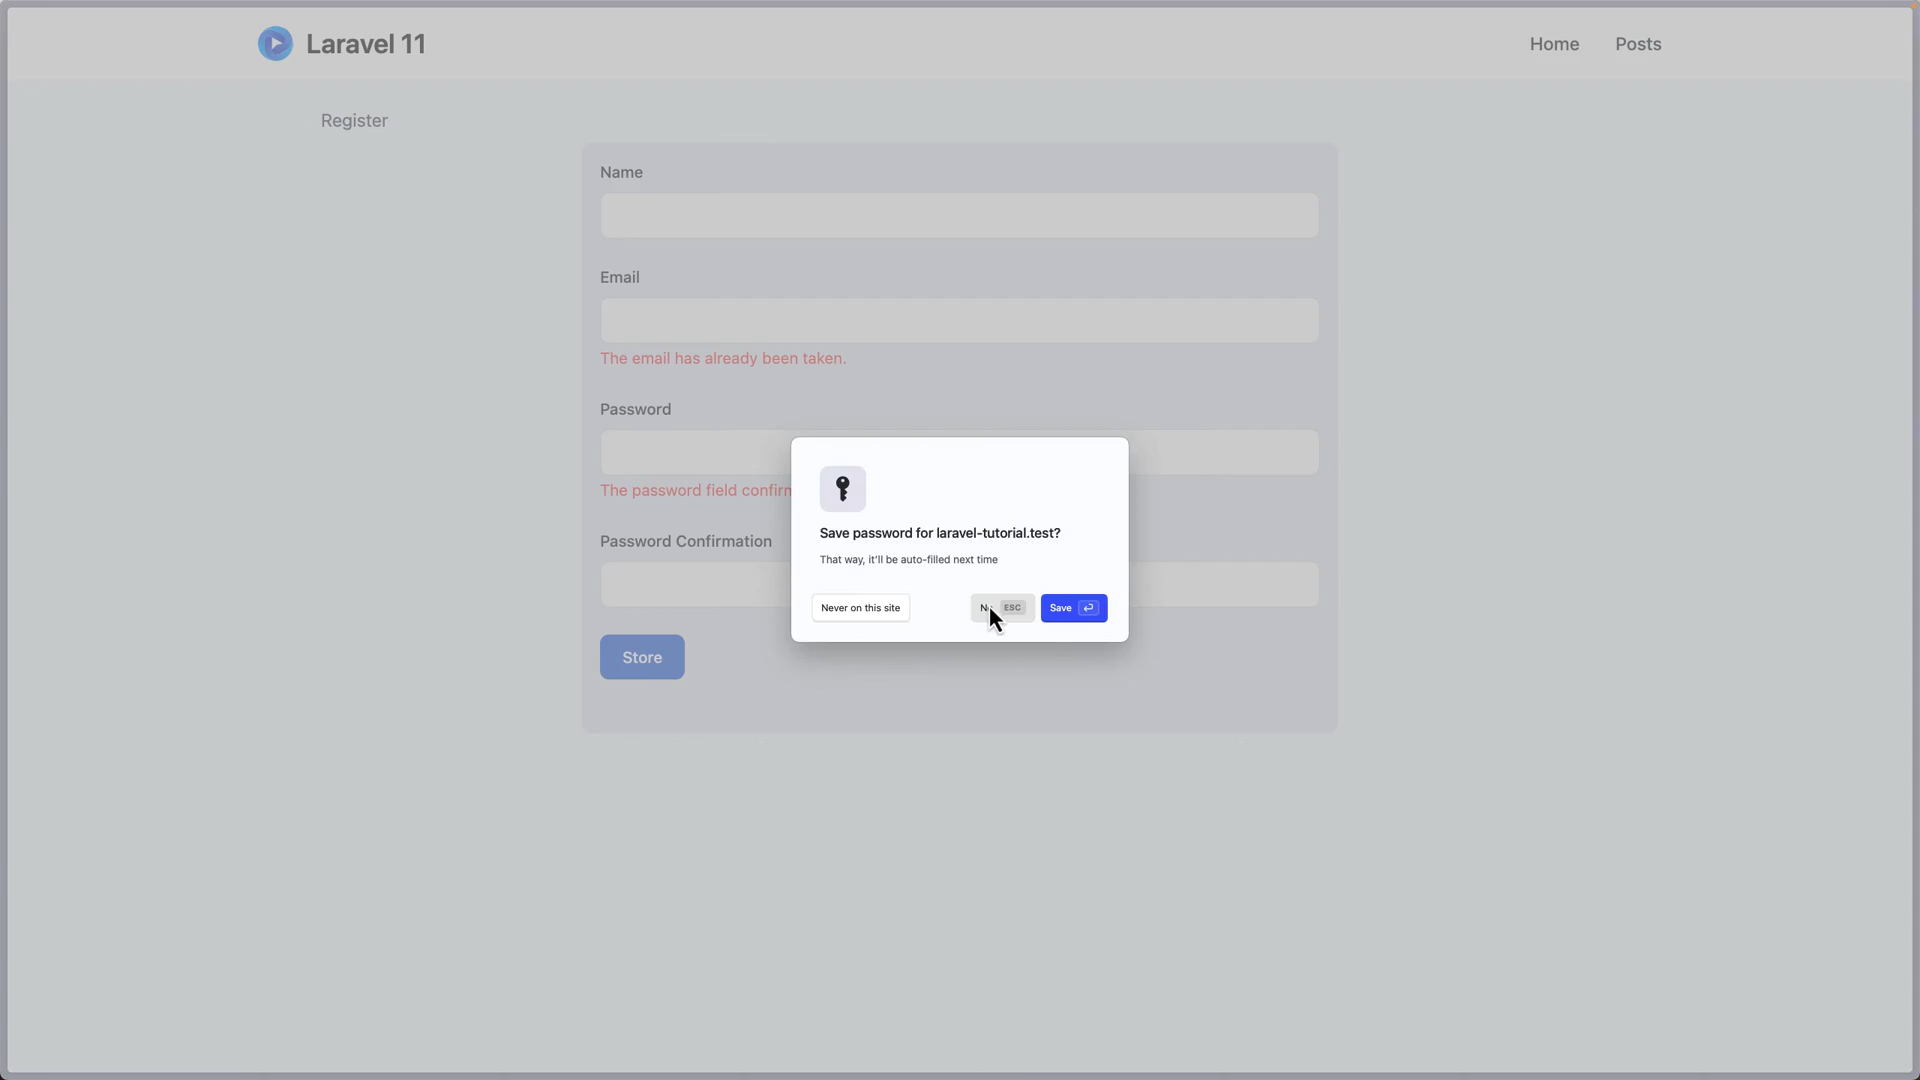 Laravel 11
Home
Posts
Register
Name
Email
The email has already been taken.
Password
The password field
Save password for laravel-tutorial.test?
That way, it'll be auto-filled next time
Password Confirmation
Never on this site
ESC
Save
Store